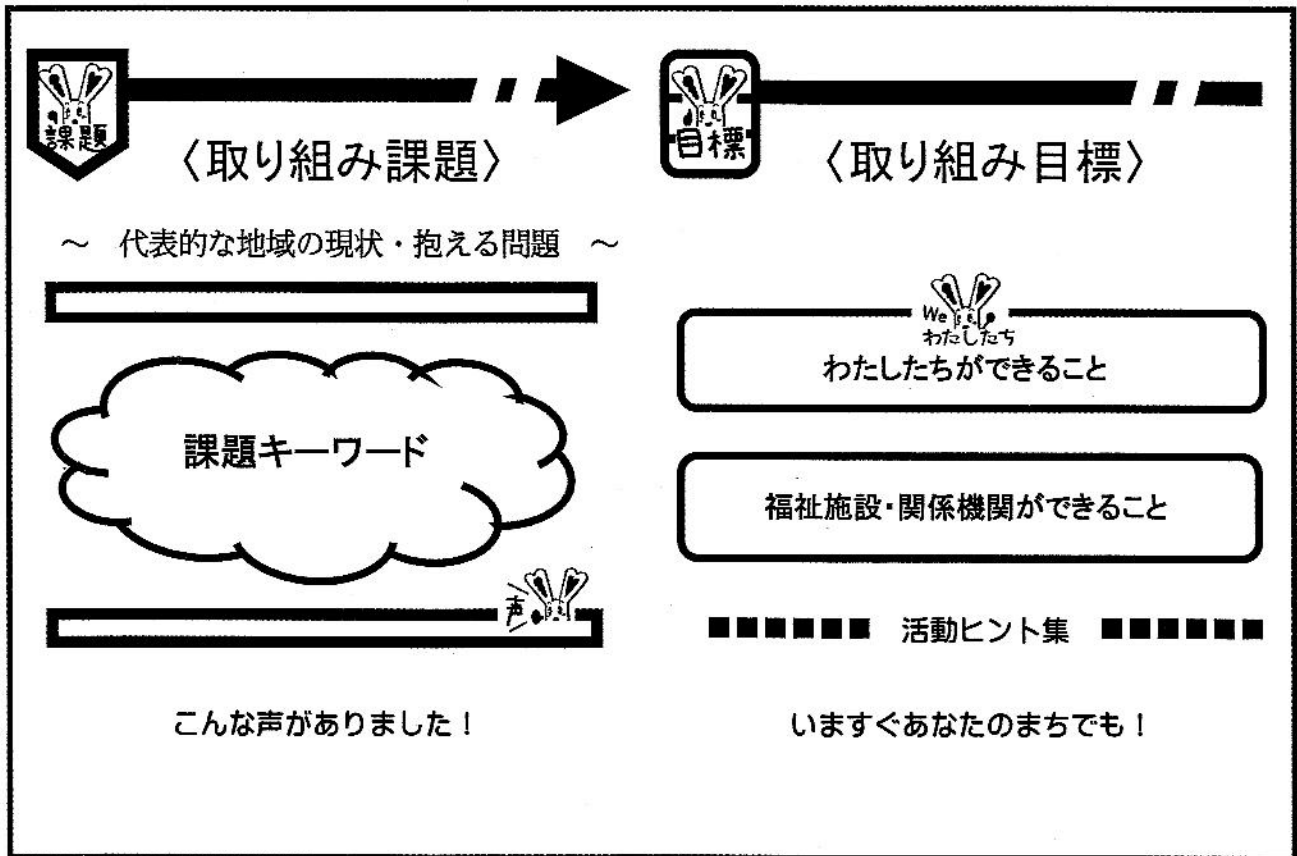 課題
〈取り組み課題〉
～ 代表的な地域の現状・抱える問題 ～
課題キーワード
声
こんな声がありました！
目標
〈取り組み目標〉
We
わたしたち
わたしたちができること
福祉施設・関係機関ができること
活動ヒント集
いますぐあなたのまちでも！